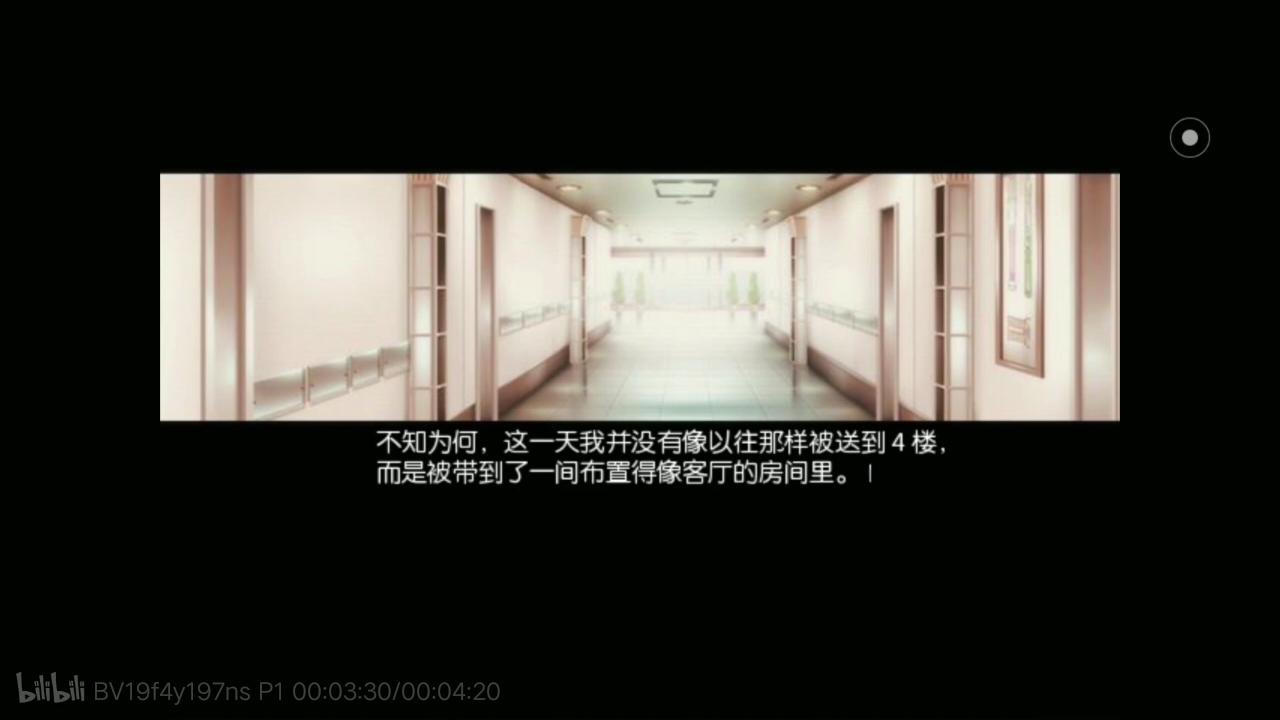 不知为何，这一天我并没有像以往那样被送到4楼，
而是被带到了一间布置得像客厅的房间里。
bilibili BV19f4y197ns P1 00:03:30/00:04:20